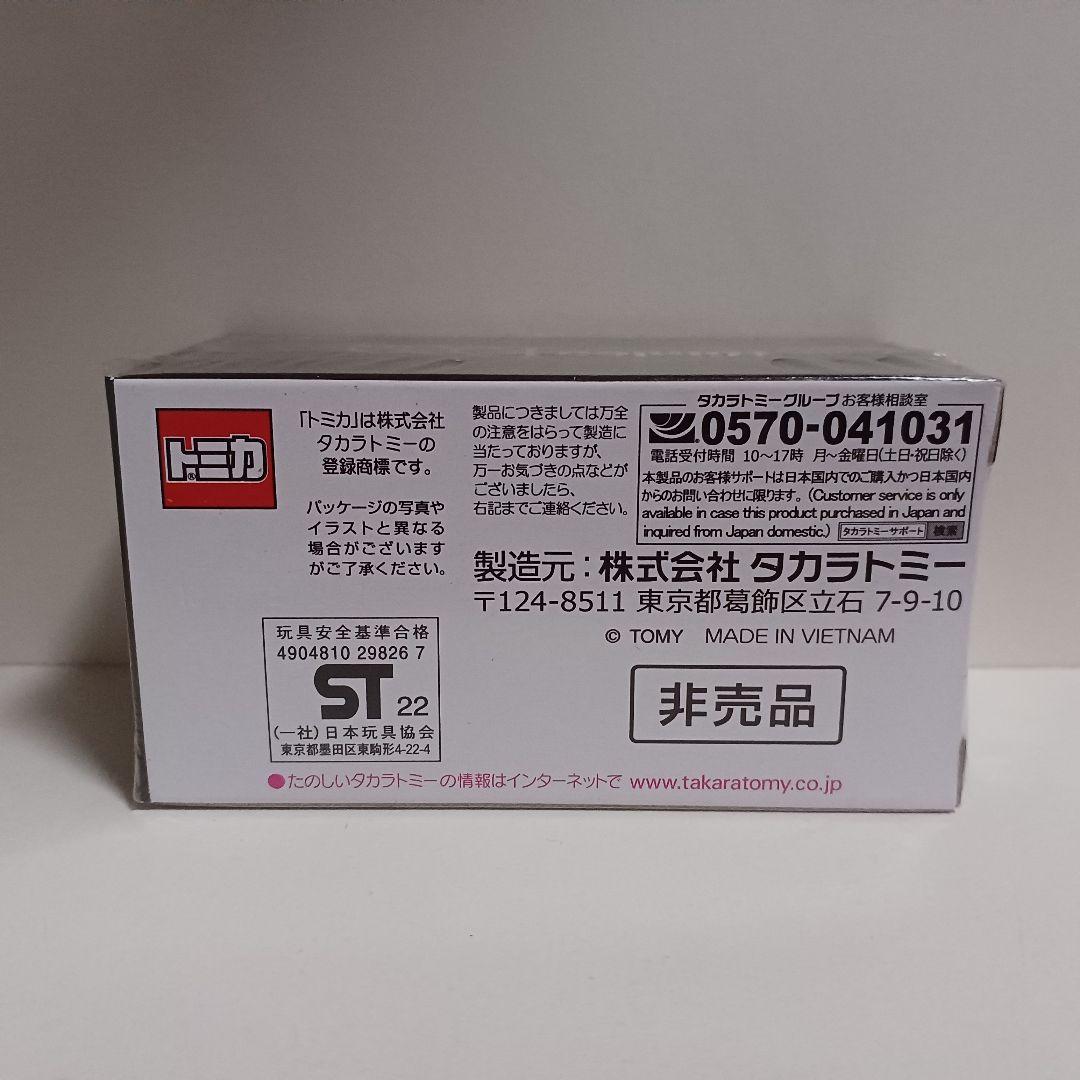 トミカ®
「トミカ」は株式会社
タカラトミーの
登録商標です。
パッケージの写真や
イラストと異なる
場合がございます
がご了承ください。
製品につきましては万全
の注意をはらって製造に
当たっておりますが、
万一お気づきの点などが
ございましたら、
右記までご連絡ください。
タカラトミーグループ お客様相談室
0570-041031
電話受付時間 10～17時 月～金曜日(土日・祝日除く)
本製品のお客様サポートは日本国内でのご購入かつ日本国内
からのお問い合わせに限ります。(Customer service is only
available in case this product purchased in Japan and
inquired from Japan domestic.) タカラトミーサポート 検索
製造元：株式会社 タカラトミー
〒124-8511 東京都葛飾区立石 7-9-10
© TOMY MADE IN VIETNAM
玩具安全基準合格
4904810 29826 7
ST 22
(一社)日本玩具協会
東京都墨田区東駒形4-22-4
非売品
●たのしいタカラトミーの情報はインターネットで www.takaratomy.co.jp